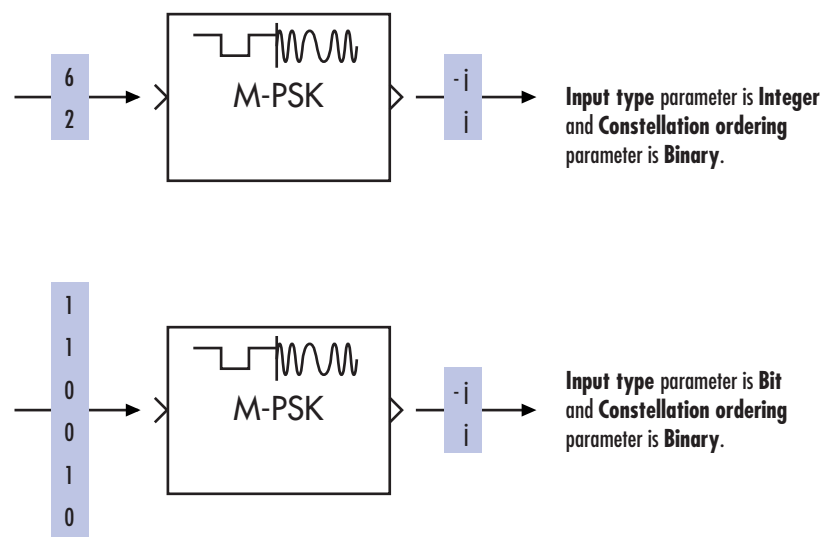 6
2
M-PSK
-i
i
Input type parameter is Integer
and Constellation ordering
parameter is Binary.
1
1
0
0
1
0
M-PSK
-i
i
Input type parameter is Bit
and Constellation ordering
parameter is Binary.